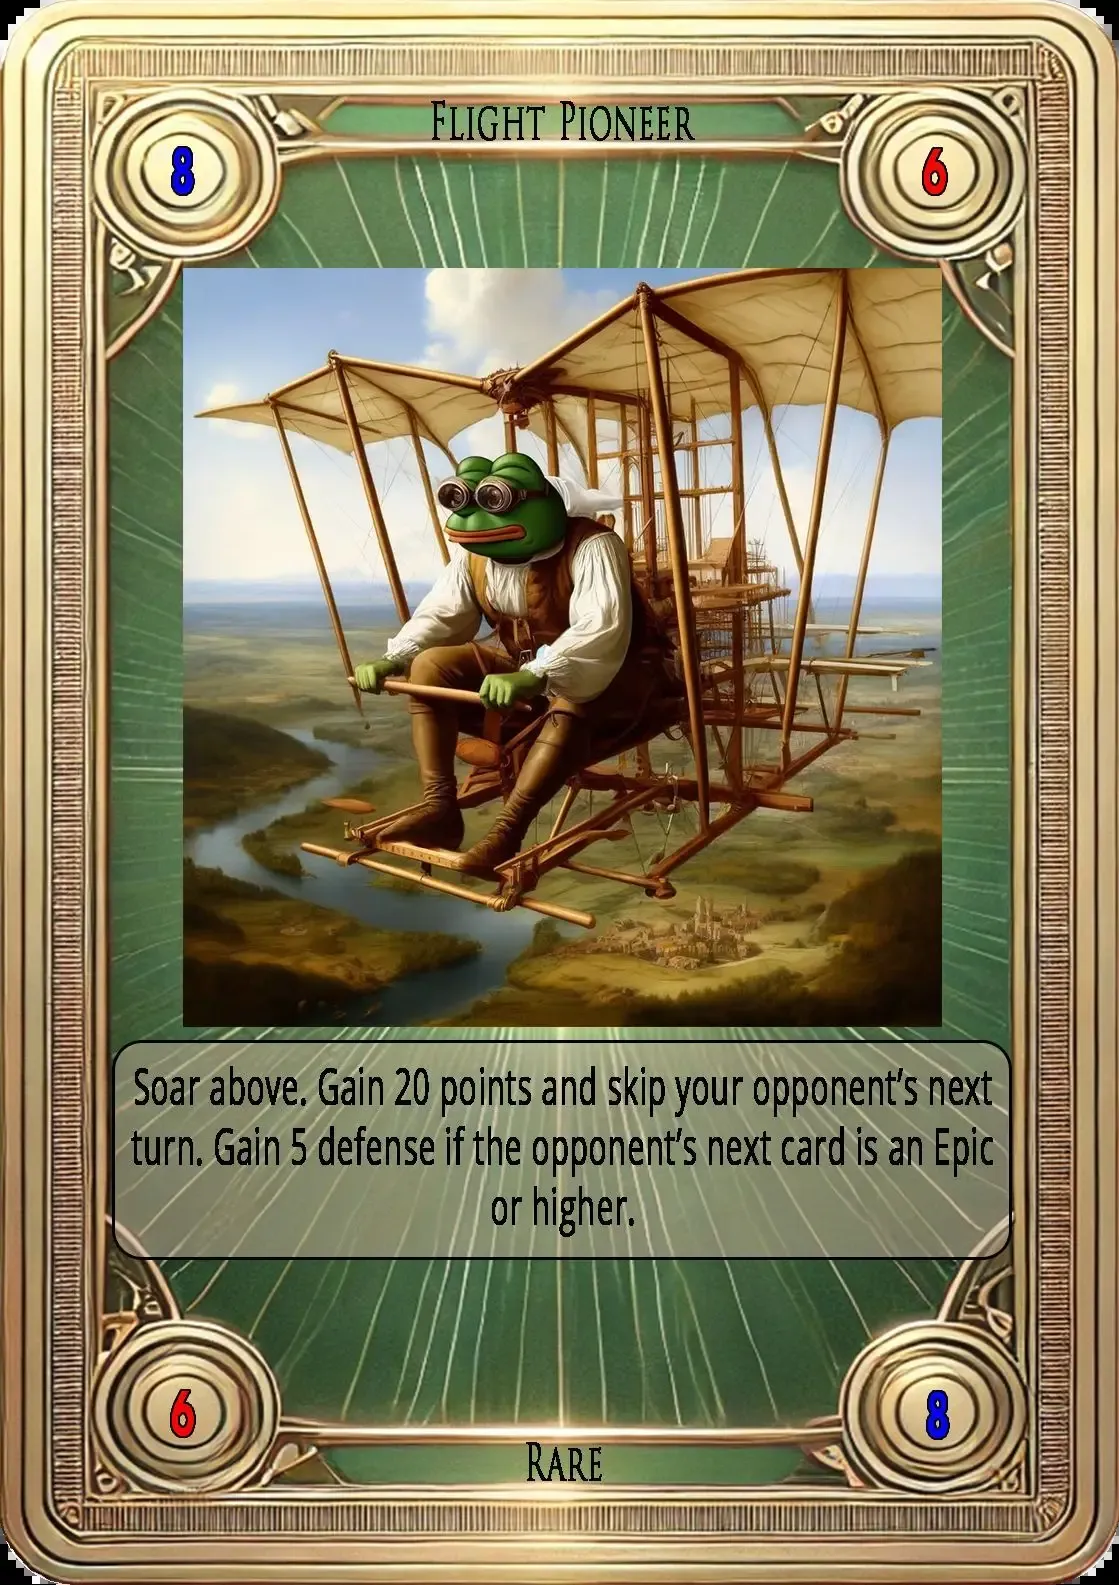 Flight Pioneer
8
6
Soar above. Gain 20 points and skip your opponent’s next
turn. Gain 5 defense if the opponent’s next card is an Epic
or higher.
6
8
Rare